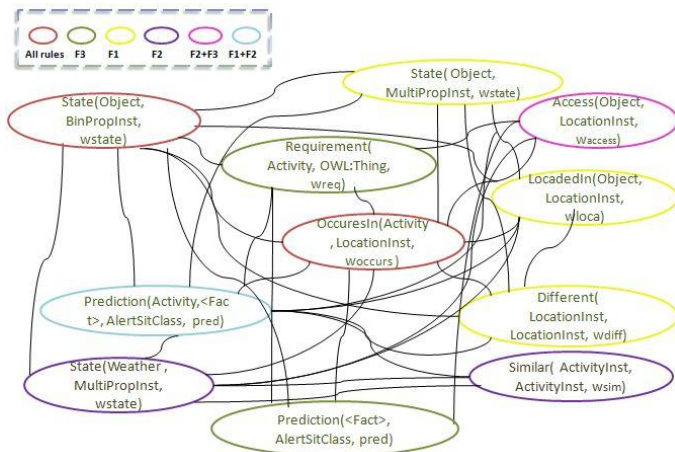 All rules F3 F1 F2 F2+F3 F1+F2
State(Object,
BinPropInst,
wstate)
State( Object,
MultiPropInst, wstate)
Access(Object,
LocationInst,
waccess)
Requirement(
Activity, OWL:Thing,
wreq)
LocadedIn(Object,
LocationInst,
wloca)
OccuresIn(Activity
, LocationInst,
woccurs )
Prediction(Activity,<Fac
t>, AlertSitClass, pred)
Different(
LocationInst,
LocationInst, wdiff)
State(Weather ,
MultiPropInst,
wstate)
Similar( ActivityInst,
ActivityInst, wsim)
Prediction(<Fact>,
AlertSitClass, pred)